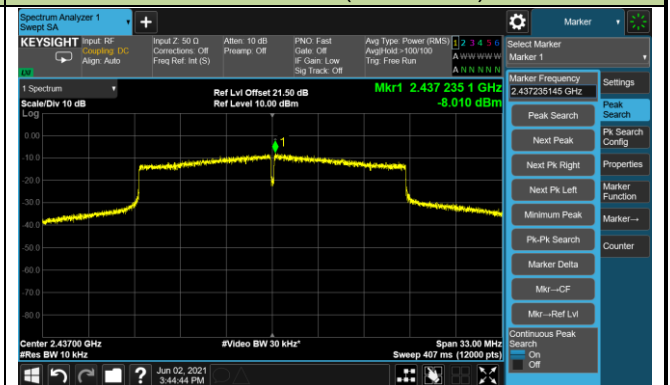 Spectrum Analyzer 1
Swept SA
Marker
KEYSIGHT
Input: RF
Coupling: DC
Align: Auto
Input Z: 50 Ω
Corrections: Off
Freq Ref: Int (S)
Atten: 10 dB
Preamp: Off
PNO: Fast
Gate: Off
IF Gain: Low
Sig Track: Off
Avg Type: Power (RMS)
Avg|Hold:>100/100
Trig: Free Run
1 2 3 4 5 6
A W W W W W
A N N N N N
Select Marker
Marker 1
1 Spectrum
Scale/Div 10 dB
Log
Ref Lvl Offset 21.50 dB
Ref Level 10.00 dBm
Mkr1 2.437 235 1 GHz
-8.010 dBm
1
0.00
-10.0
-20.0
-30.0
-40.0
-50.0
-60.0
-70.0
-80.0
Center 2.43700 GHz
#Res BW 10 kHz
#Video BW 30 kHz*
Span 33.00 MHz
Sweep 407 ms (12000 pts)
Marker Frequency
2.437235145 GHz
Peak Search
Next Peak
Next Pk Right
Next Pk Left
Minimum Peak
Pk-Pk Search
Marker Delta
Mkr→CF
Mkr→Ref Lvl
Continuous Peak
Search
On
Off
Settings
Peak
Search
Pk Search
Config
Properties
Marker
Function
Marker→
Counter
Jun 02, 2021
3:44:44 PM